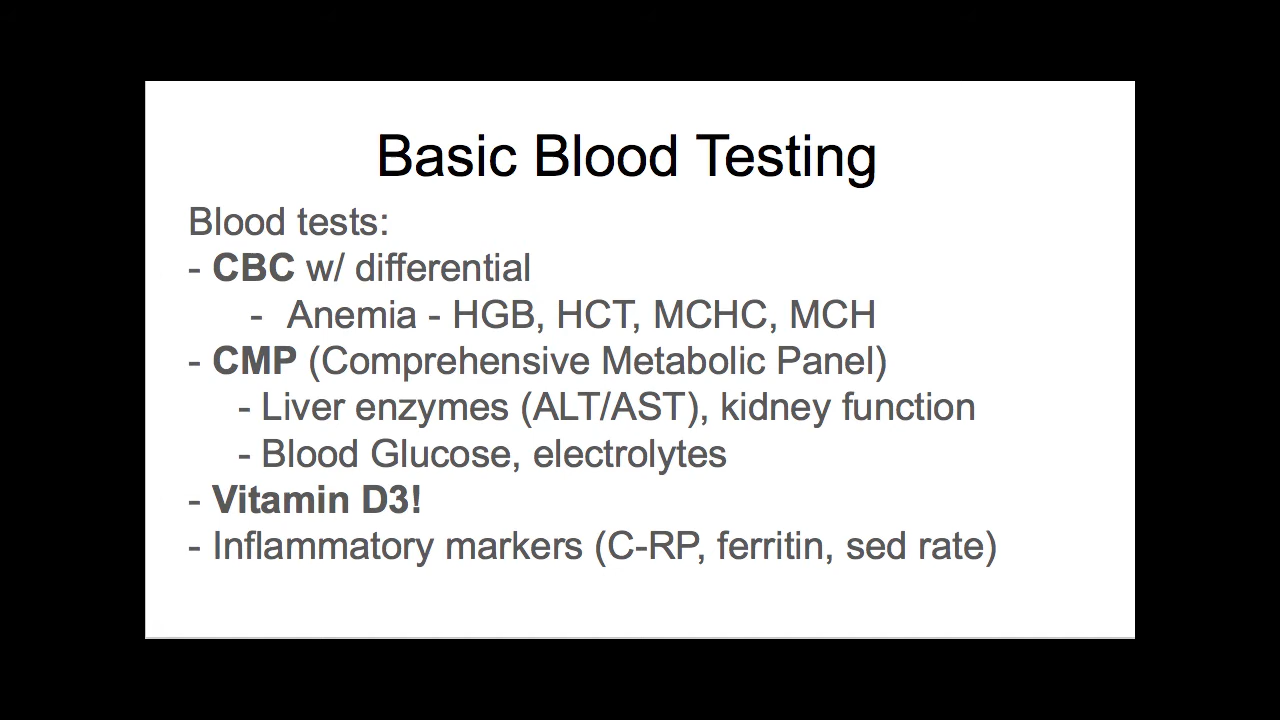 Basic Blood Testing
Blood tests:
- CBC w/ differential
- Anemia - HGB, HCT, MCHC, MCH
- CMP (Comprehensive Metabolic Panel)
- Liver enzymes (ALT/AST), kidney function
- Blood Glucose, electrolytes
- Vitamin D3!
- Inflammatory markers (C-RP, ferritin, sed rate)